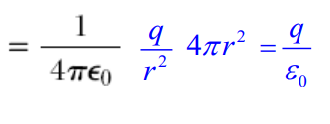 = 1/(4πϵ₀) q/r² 4πr² = q/ε₀